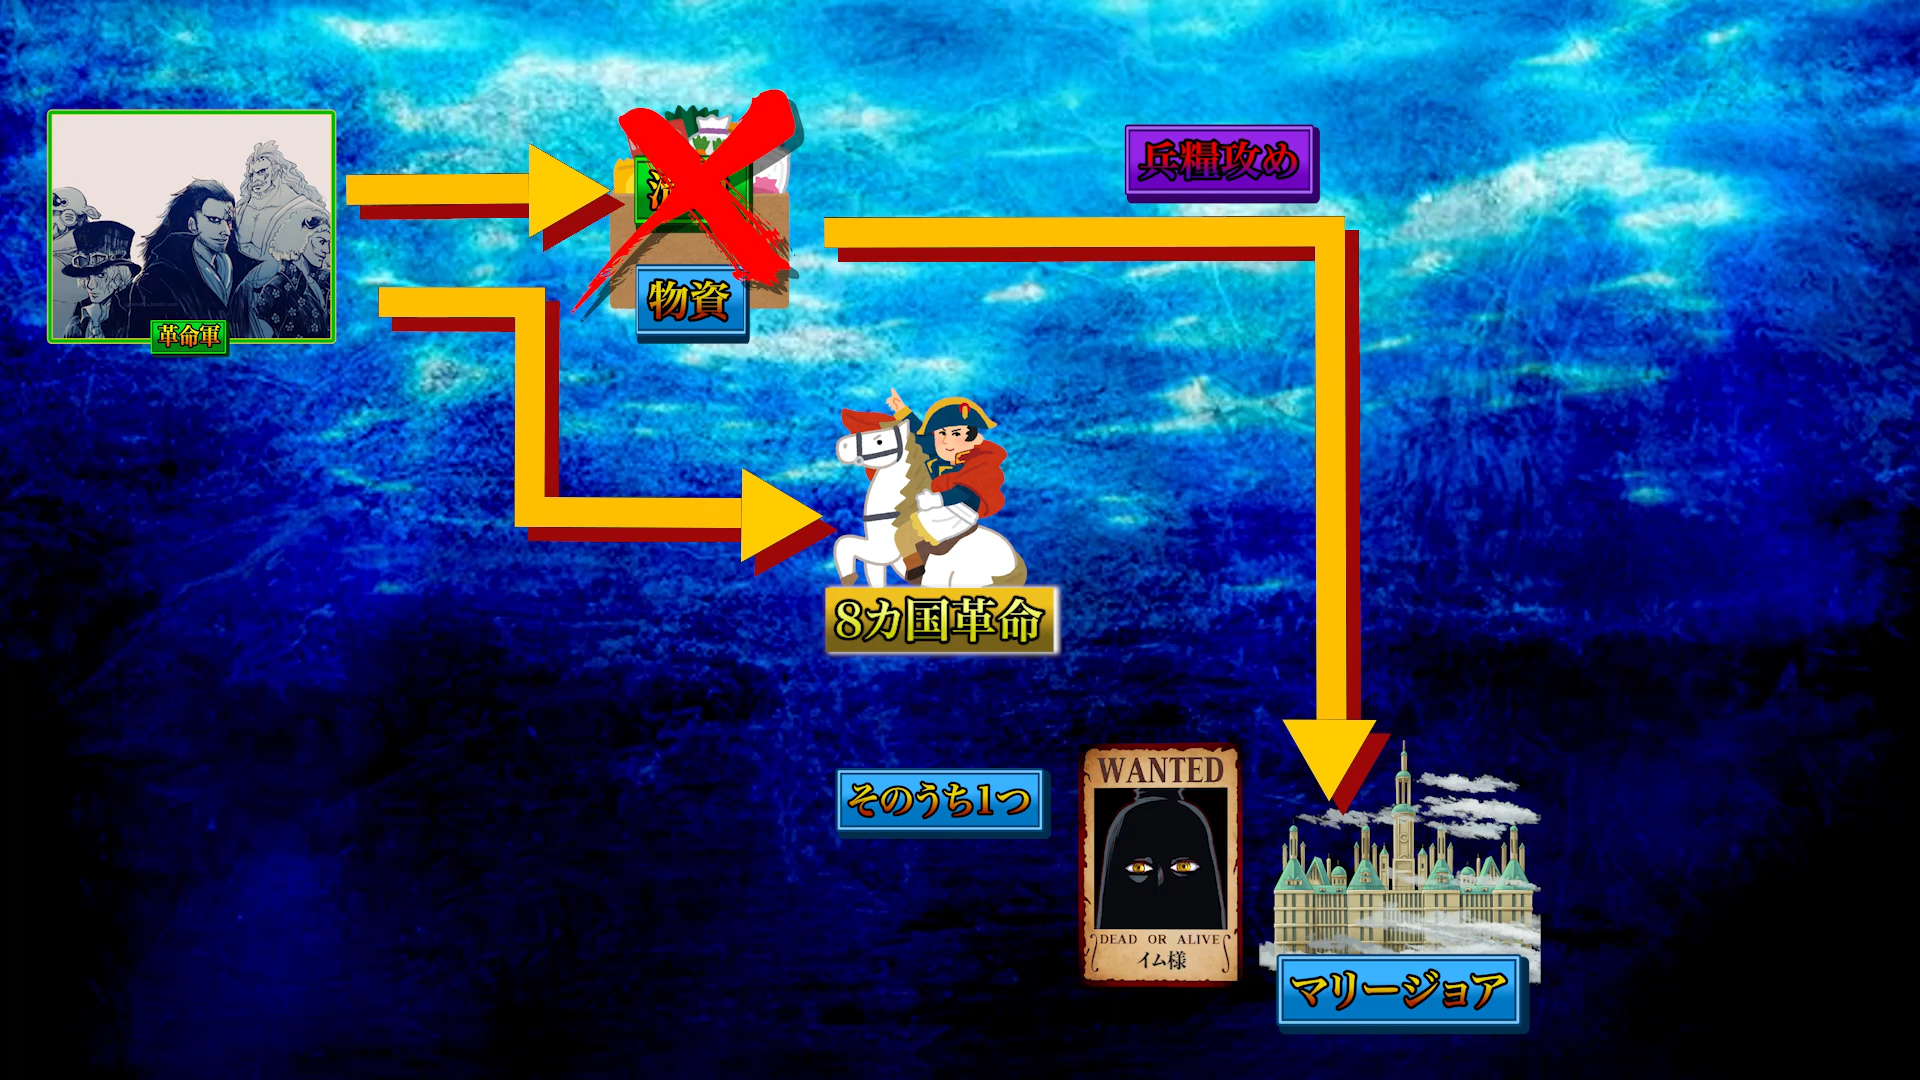 兵糧攻め
物資
革命軍
8カ国革命
そのうち1つ
WANTED
DEAD OR ALIVE
イム様
マリージョア